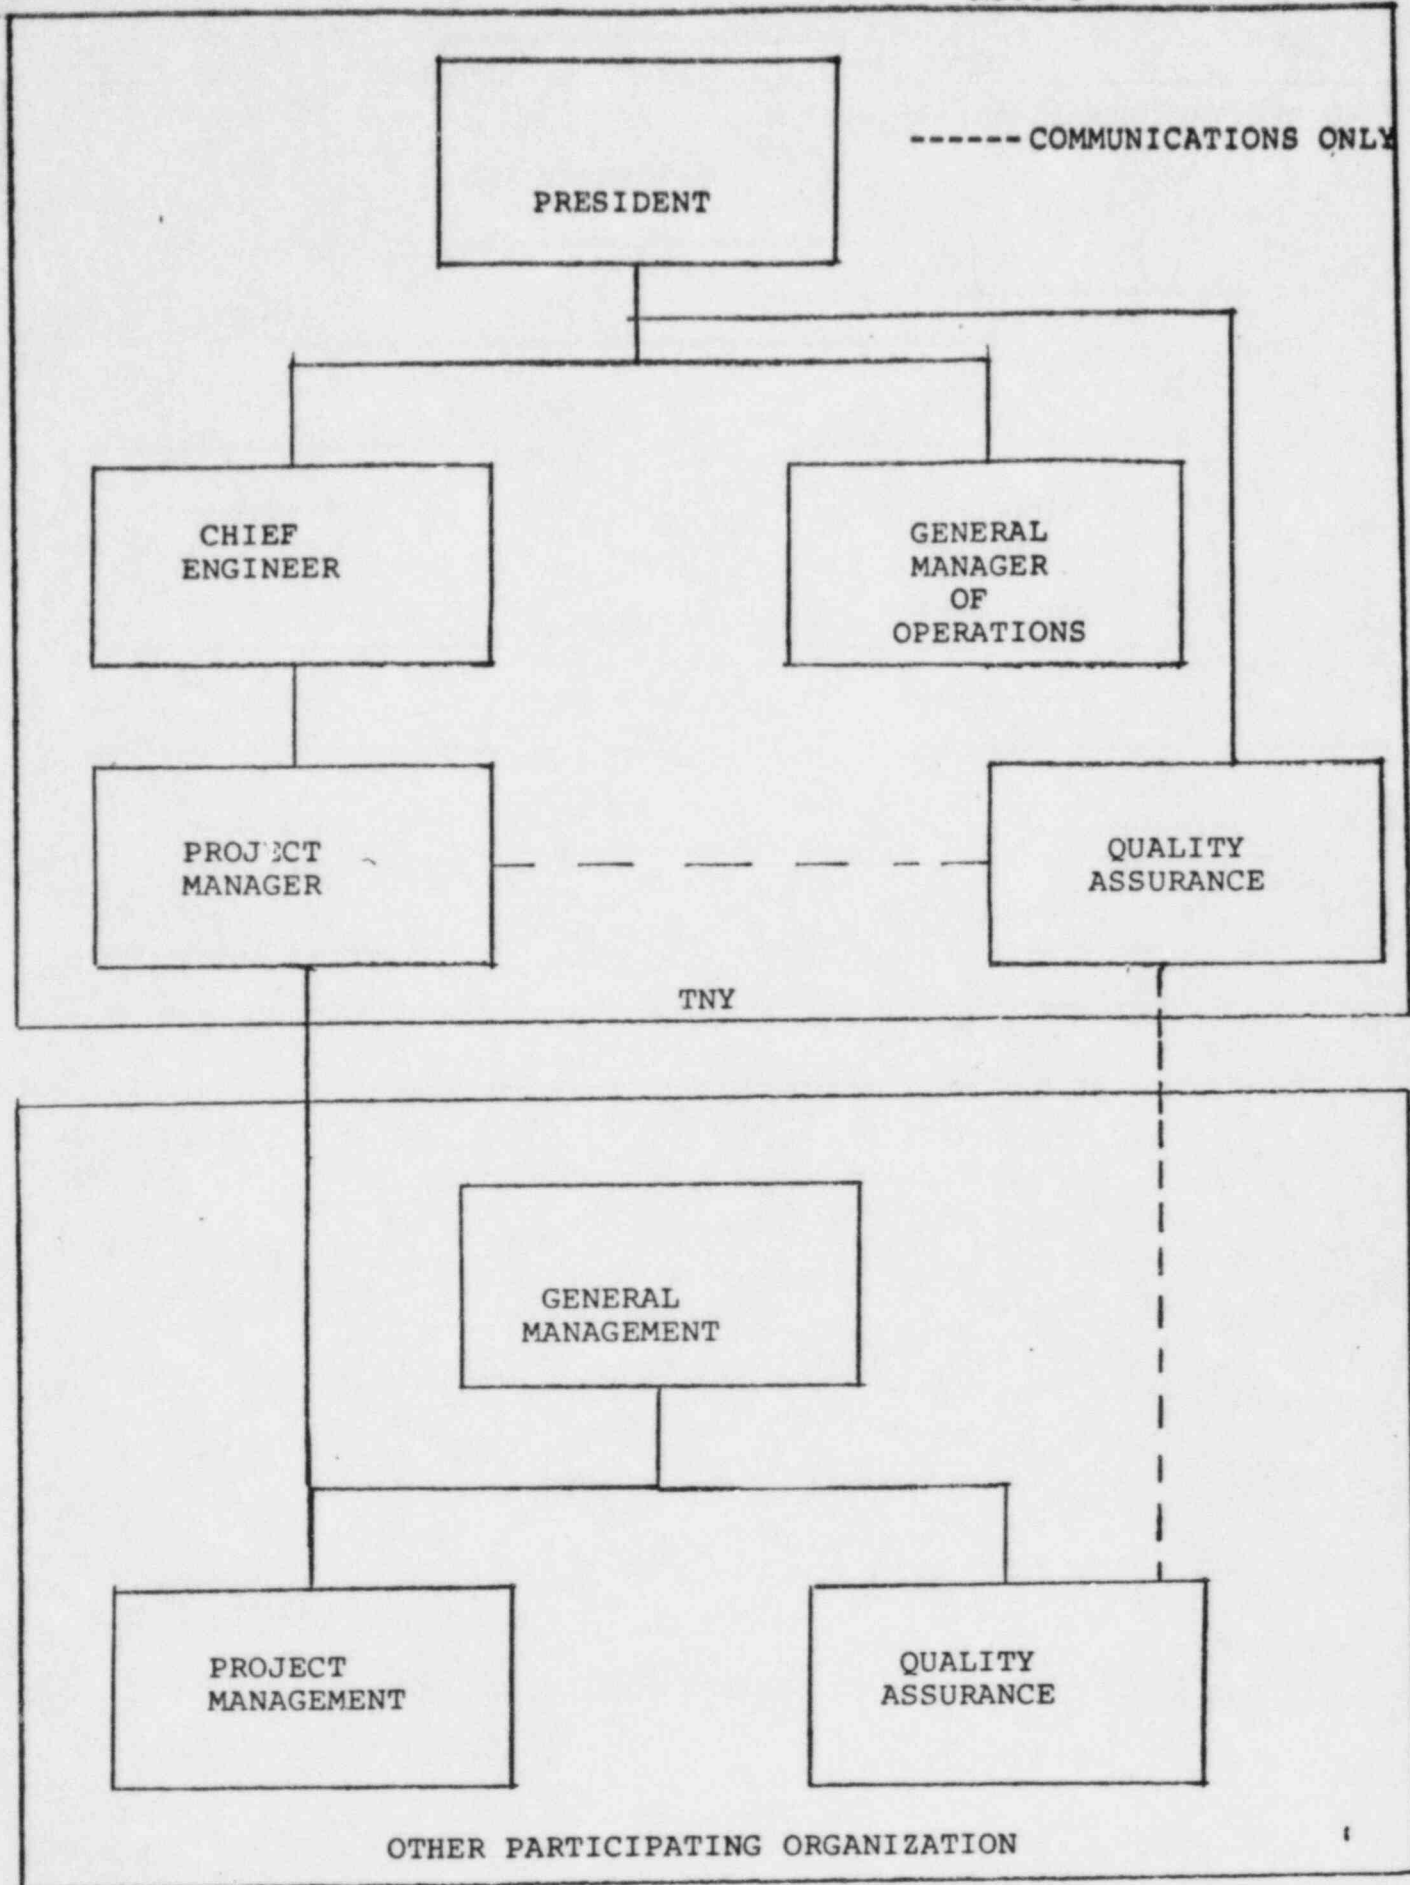 ------ COMMUNICATIONS ONLY
PRESIDENT
CHIEF
ENGINEER
GENERAL
MANAGER
OF
OPERATIONS
PROJECT
MANAGER
QUALITY
ASSURANCE
TNY
GENERAL
MANAGEMENT
PROJECT
MANAGEMENT
QUALITY
ASSURANCE
OTHER PARTICIPATING ORGANIZATION